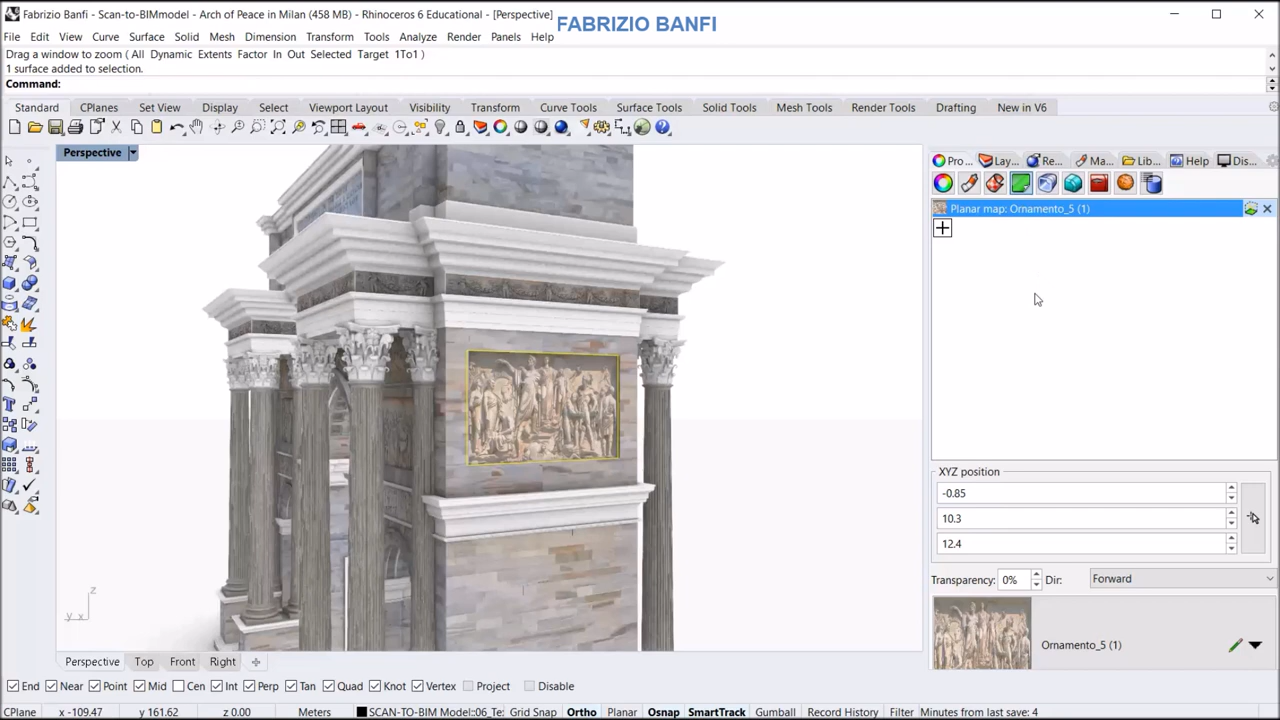 Fabrizio Banfi - Scan-to-BIMmodel - Arch of Peace in Milan (458 MB) - Rhinoceros 6 Educational - [Perspective]
FABRIZIO BANFI
File Edit View Curve Surface Solid Mesh Dimension Transform Tools Analyze Render Panels Help
Drag a window to zoom ( All Dynamic Extents Factor In Out Selected Target 1To1 )
1 surface added to selection.
Command:
Standard CPlanes Set View Display Select Viewport Layout Visibility Transform Curve Tools Surface Tools Solid Tools Mesh Tools Render Tools Drafting New in V6
Perspective
Pro... Lay... Re... Ma... Lib... Help Dis...
Planar map: Ornamento_5 (1)
XYZ position
-0.85
10.3
12.4
Transparency: 0% Dir: Forward
Ornamento_5 (1)
z
y x
Perspective Top Front Right
End Near Point Mid Cen Int Perp Tan Quad Knot Vertex Project Disable
CPlane x -109.47 y 161.62 z 0.00 Meters SCAN-TO-BIM Model::06_Te: Grid Snap Ortho Planar Osnap SmartTrack Gumball Record History Filter Minutes from last save: 4